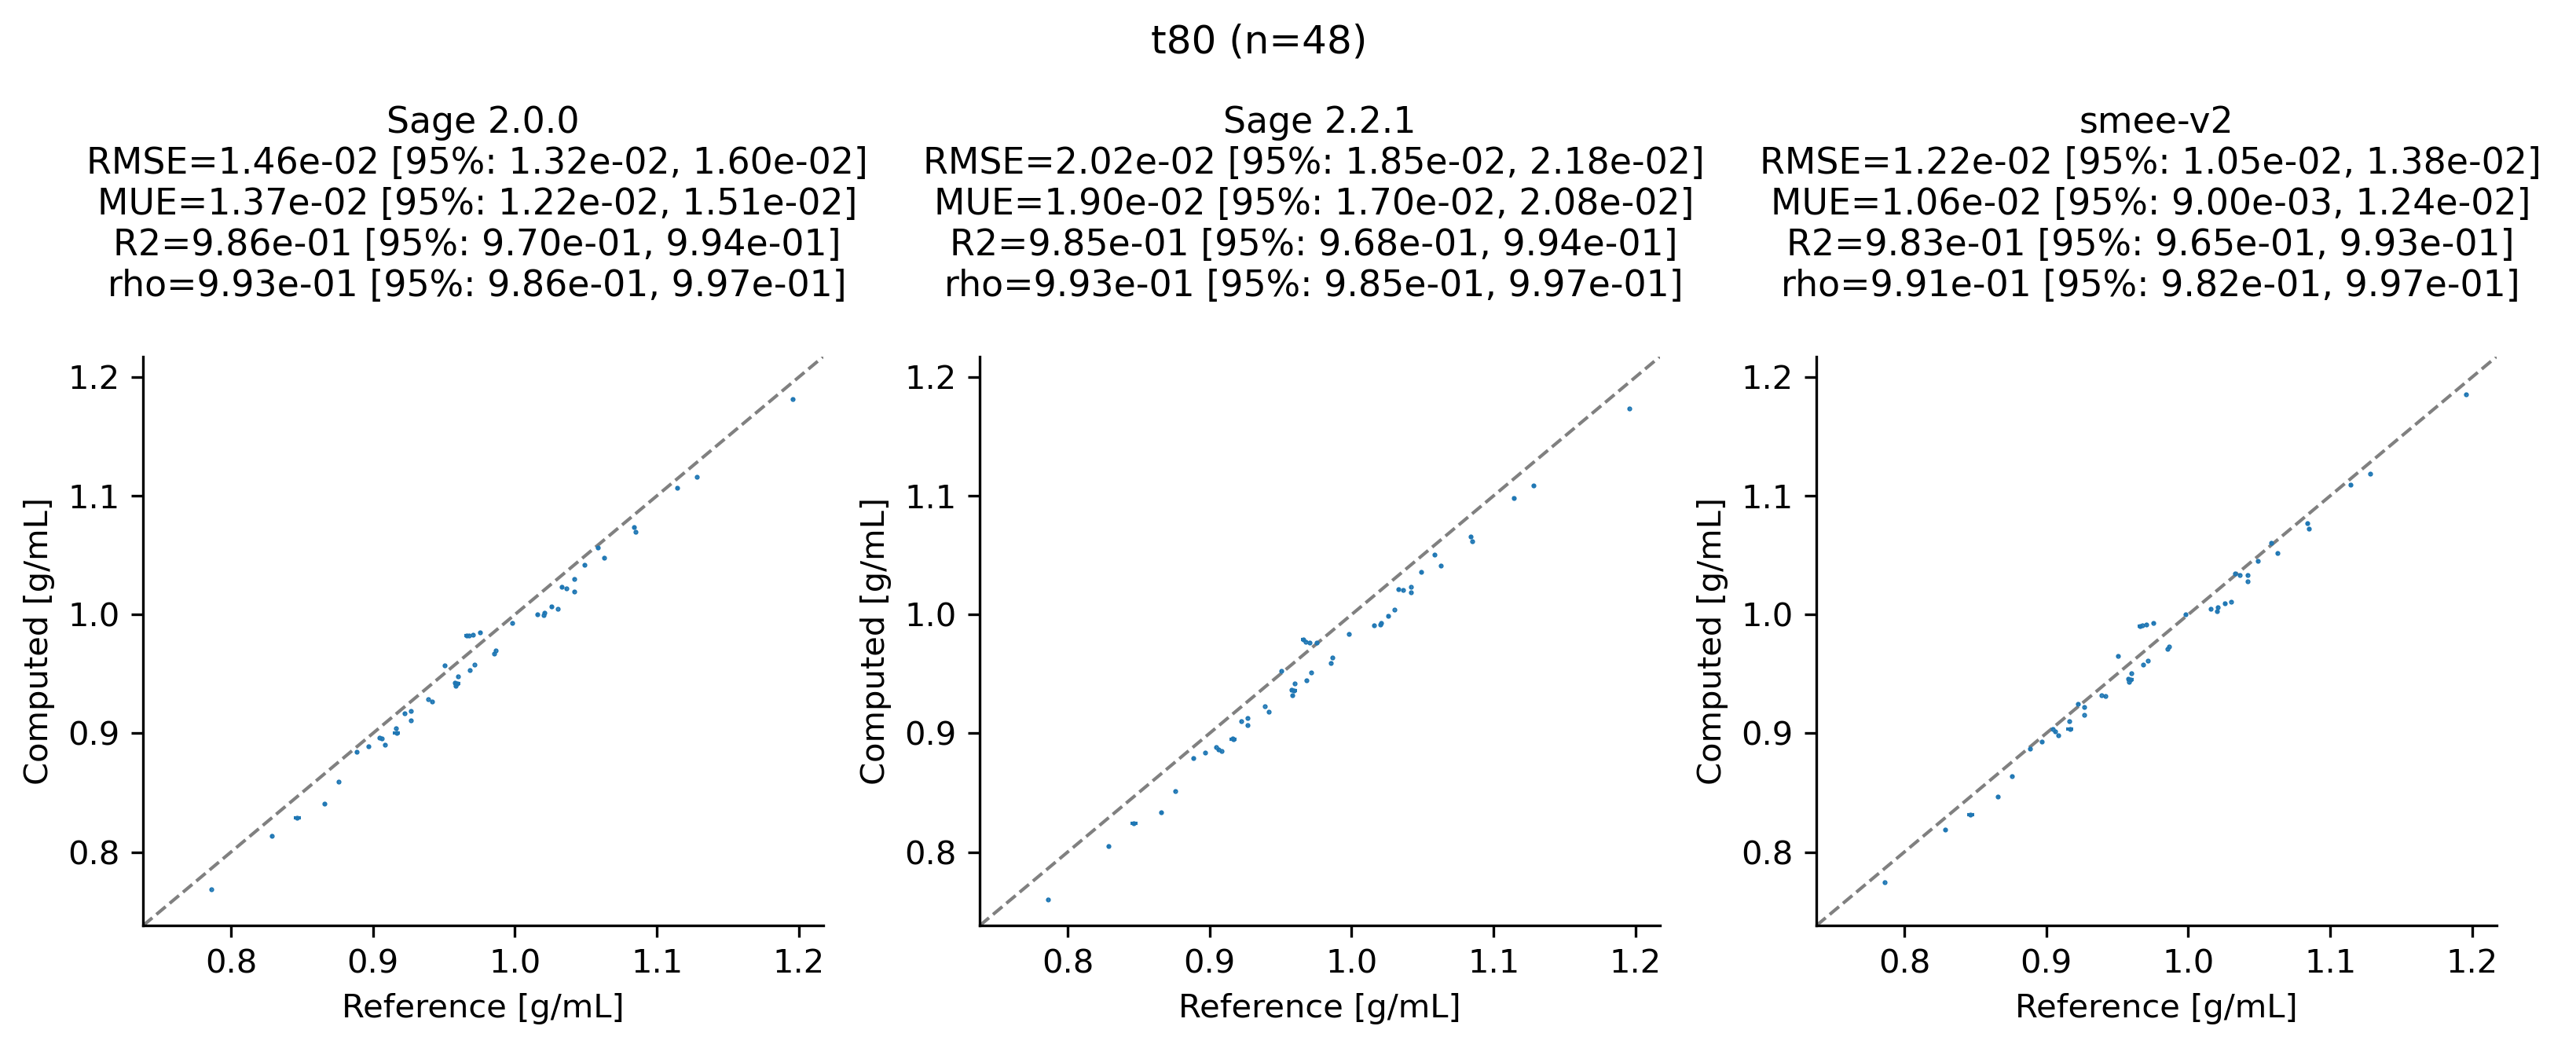 t80 (n=48)
Sage 2.0.0
RMSE=1.46e-02 [95%: 1.32e-02, 1.60e-02]
MUE=1.37e-02 [95%: 1.22e-02, 1.51e-02]
R2=9.86e-01 [95%: 9.70e-01, 9.94e-01]
rho=9.93e-01 [95%: 9.86e-01, 9.97e-01]
Computed [g/mL]
1.2
1.1
1.0
0.9
0.8
0.8 0.9 1.0 1.1 1.2
Reference [g/mL]
Sage 2.2.1
RMSE=2.02e-02 [95%: 1.85e-02, 2.18e-02]
MUE=1.90e-02 [95%: 1.70e-02, 2.08e-02]
R2=9.85e-01 [95%: 9.68e-01, 9.94e-01]
rho=9.93e-01 [95%: 9.85e-01, 9.97e-01]
Computed [g/mL]
1.2
1.1
1.0
0.9
0.8
0.8 0.9 1.0 1.1 1.2
Reference [g/mL]
smee-v2
RMSE=1.22e-02 [95%: 1.05e-02, 1.38e-02]
MUE=1.06e-02 [95%: 9.00e-03, 1.24e-02]
R2=9.83e-01 [95%: 9.65e-01, 9.93e-01]
rho=9.91e-01 [95%: 9.82e-01, 9.97e-01]
Computed [g/mL]
1.2
1.1
1.0
0.9
0.8
0.8 0.9 1.0 1.1 1.2
Reference [g/mL]